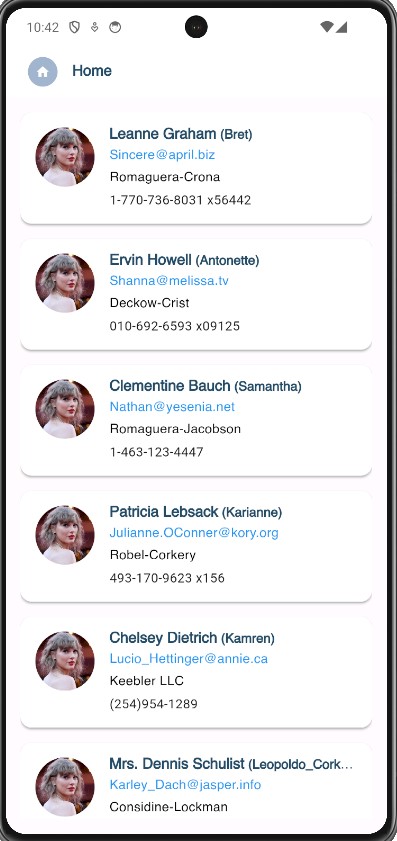 10:42
Home
Leanne Graham (Bret)
Sincere@april.biz
Romaguera-Crona
1-770-736-8031 x56442
Ervin Howell (Antonette)
Shanna@melissa.tv
Deckow-Crist
010-692-6593 x09125
Clementine Bauch (Samantha)
Nathan@yesenia.net
Romaguera-Jacobson
1-463-123-4447
Patricia Lebsack (Karianne)
Julianne.OConner@kory.org
Robel-Corkery
493-170-9623 x156
Chelsey Dietrich (Kamren)
Lucio_Hettinger@annie.ca
Keebler LLC
(254)954-1289
Mrs. Dennis Schulist (Leopoldo_Cork...
Karley_Dach@jasper.info
Considine-Lockman